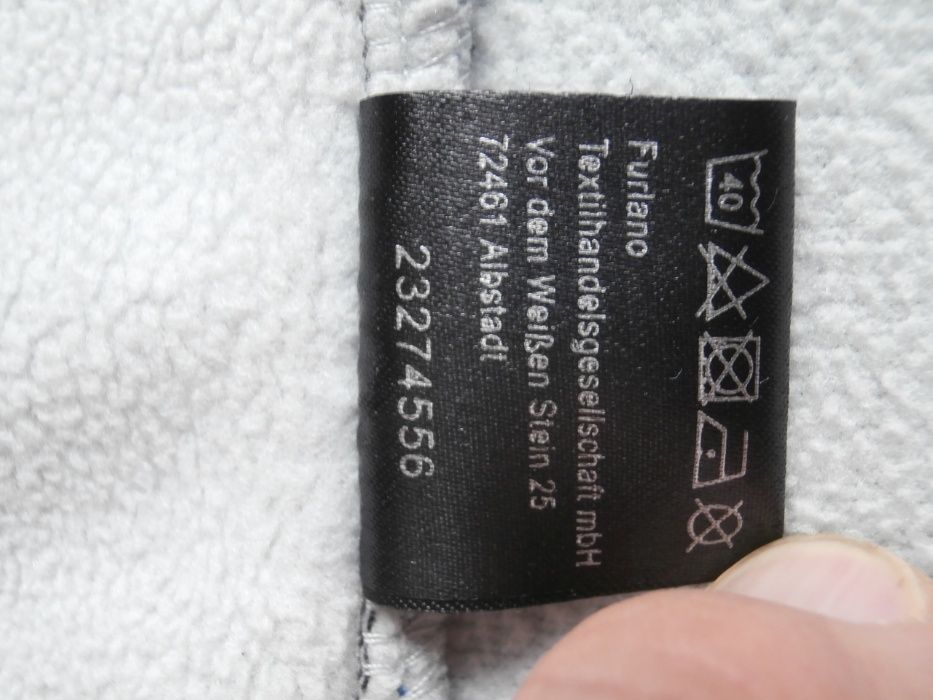 40
Furlano
Textilhandelsgesellschaft mbH
Vor dem Weißen Stein 25
72461 Albstadt
23274556